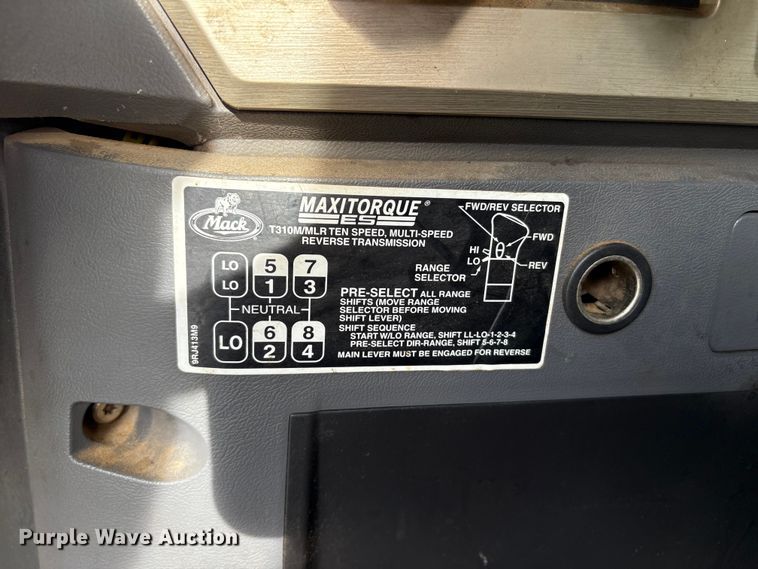 Mack
MAXITORQUE®
ES
T310M/MLR TEN SPEED, MULTI-SPEED
REVERSE TRANSMISSION
FWD/REV SELECTOR
FWD
HI
LO
REV
RANGE
SELECTOR
LO 5 7
LO 1 3
NEUTRAL
LO 6 8
2 4
PRE-SELECT ALL RANGE
SHIFTS (MOVE RANGE
SELECTOR BEFORE MOVING
SHIFT LEVER)
SHIFT SEQUENCE
START W/LO RANGE, SHIFT LL-LO-1-2-3-4
PRE-SELECT DIR-RANGE, SHIFT 5-6-7-8
MAIN LEVER MUST BE ENGAGED FOR REVERSE
9RJ413M9
Purple Wave Auction